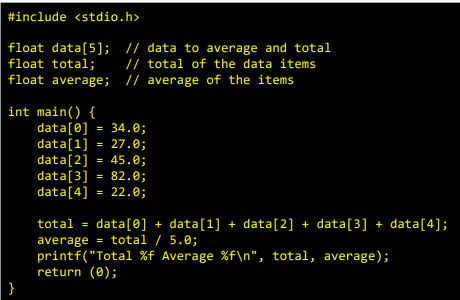 #include <stdio.h>

float data[5];  // data to average and total
float total;    // total of the data items
float average;  // average of the items

int main() {
    data[0] = 34.0;
    data[1] = 27.0;
    data[2] = 45.0;
    data[3] = 82.0;
    data[4] = 22.0;

    total = data[0] + data[1] + data[2] + data[3] + data[4];
    average = total / 5.0;
    printf("Total %f Average %f\n", total, average);
    return (0);
}